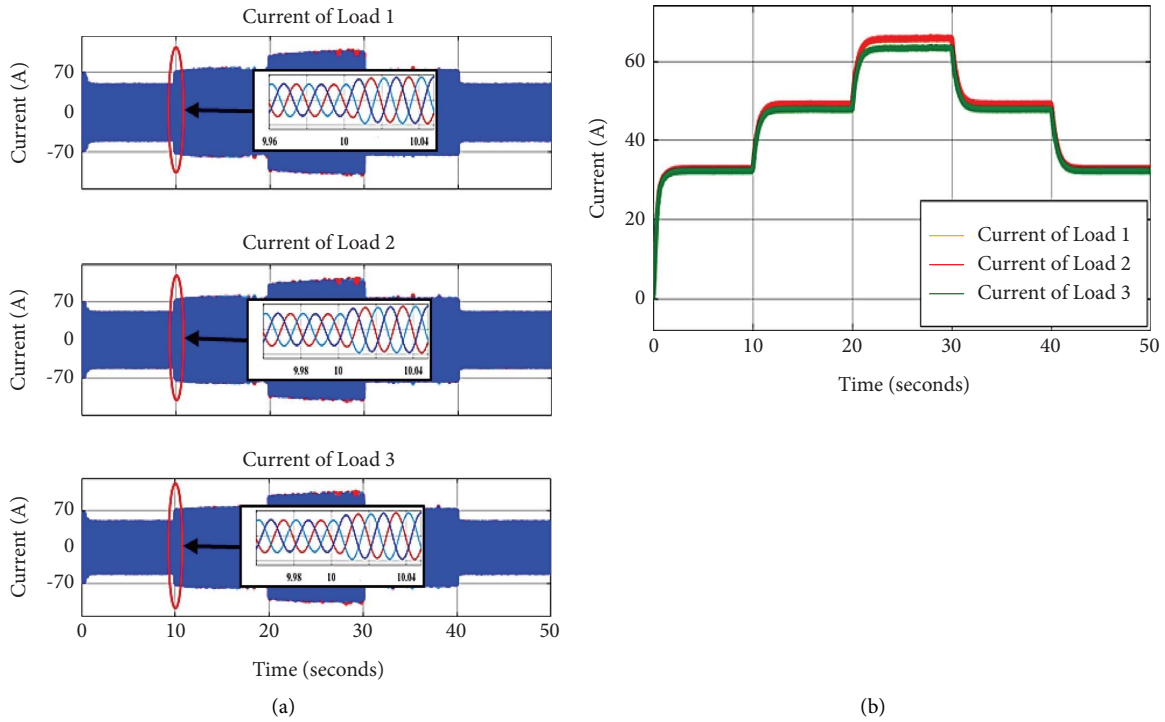 Current of Load 1
Current (A)
70
0
-70
9.96 10 10.04
Current of Load 2
Current (A)
70
0
-70
9.98 10 10.04
Current of Load 3
Current (A)
70
0
-70
9.98 10 10.04
0 10 20 30 40 50
Time (seconds)
(a)
Current (A)
60
40
20
0
Current of Load 1
Current of Load 2
Current of Load 3
0 10 20 30 40 50
Time (seconds)
(b)